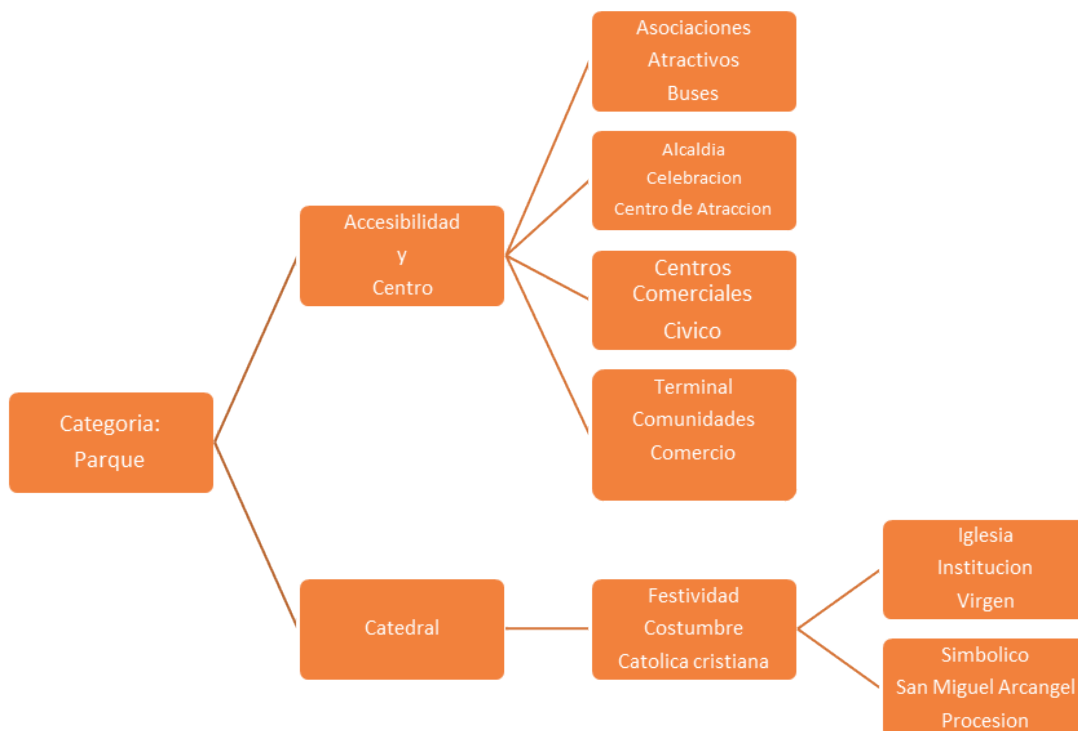 Asociaciones
Atractivos
Buses
Alcaldia
Celebracion
Centro de Atraccion
Accesibilidad
y
Centro
Centros
Comerciales
Civico
Terminal
Comunidades
Comercio
Categoria:
Parque
Catedral
Festividad
Costumbre
Catolica cristiana
Iglesia
Institucion
Virgen
Simbolico
San Miguel Arcangel
Procesion